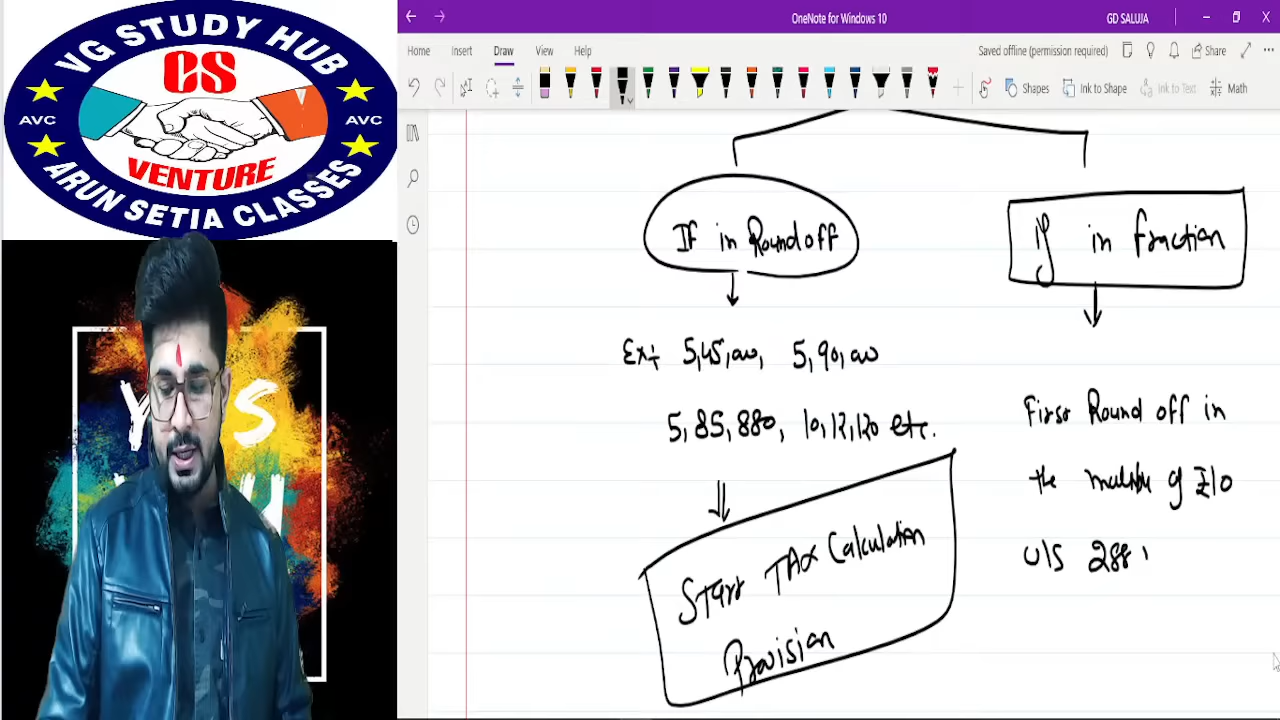 VG STUDY HUB
CS
AVC
AVC
VENTURE
ARUN SETIA CLASSES
Y S
OneNote for Windows 10
GD SALUJA
Home Insert Draw View Help
Saved offline (permission required)
Share
Shapes
Ink to Shape
Ink to Text
Math
If in Round off
If in fraction
Ex:- 5,45,000, 5,90,000
5,85,880, 10,12,120 etc.
Start TAX Calculation
Provision
First Round off in
the multiple of ₹10
U/S 288